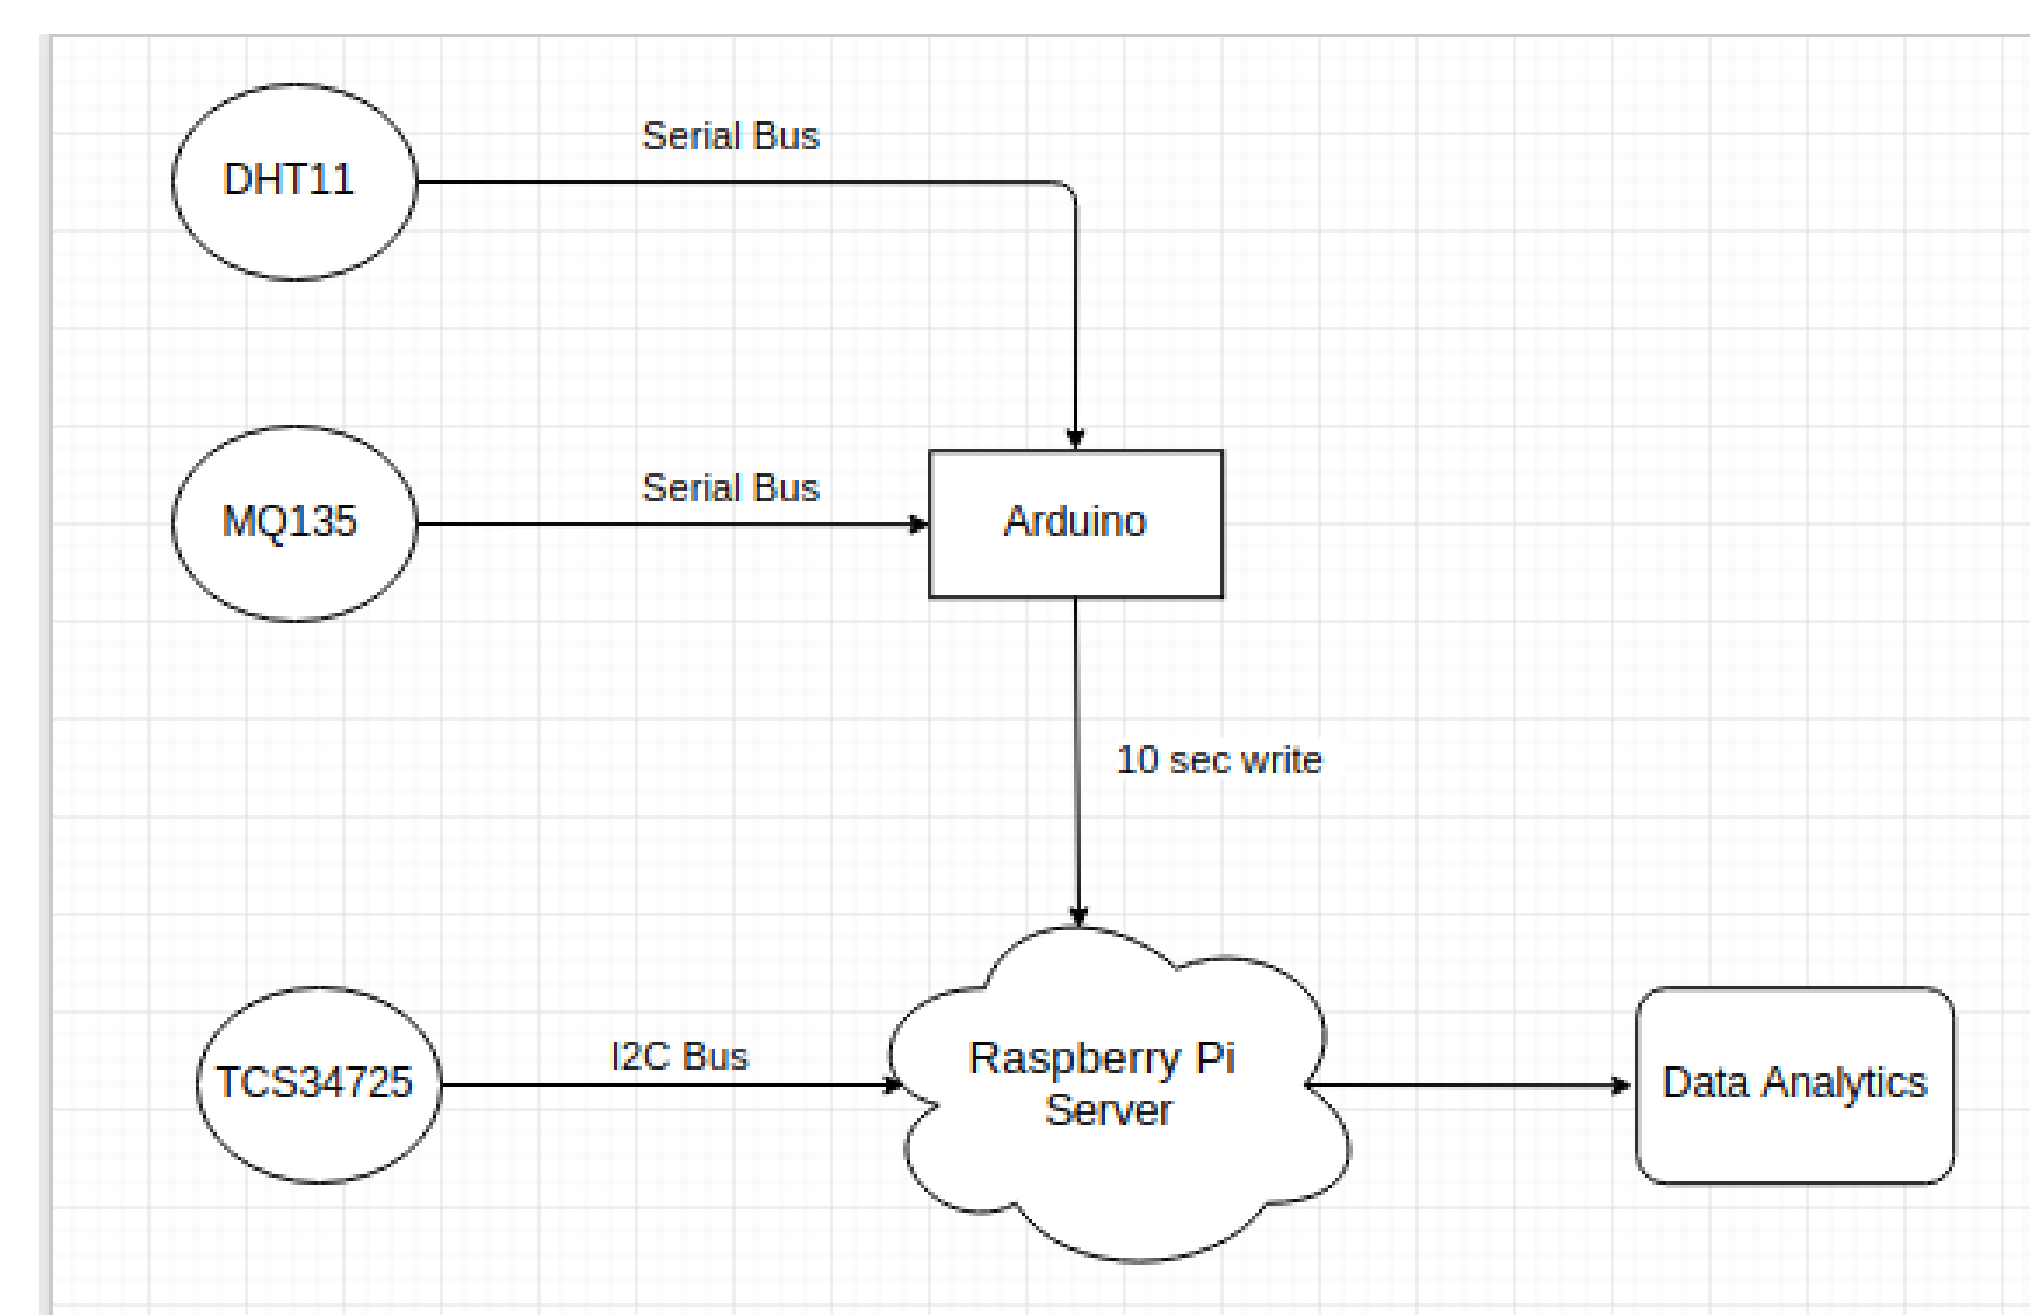 DHT11
Serial Bus
MQ135
Serial Bus
Arduino
10 sec write
TCS34725
I2C Bus
Raspberry Pi
Server
Data Analytics